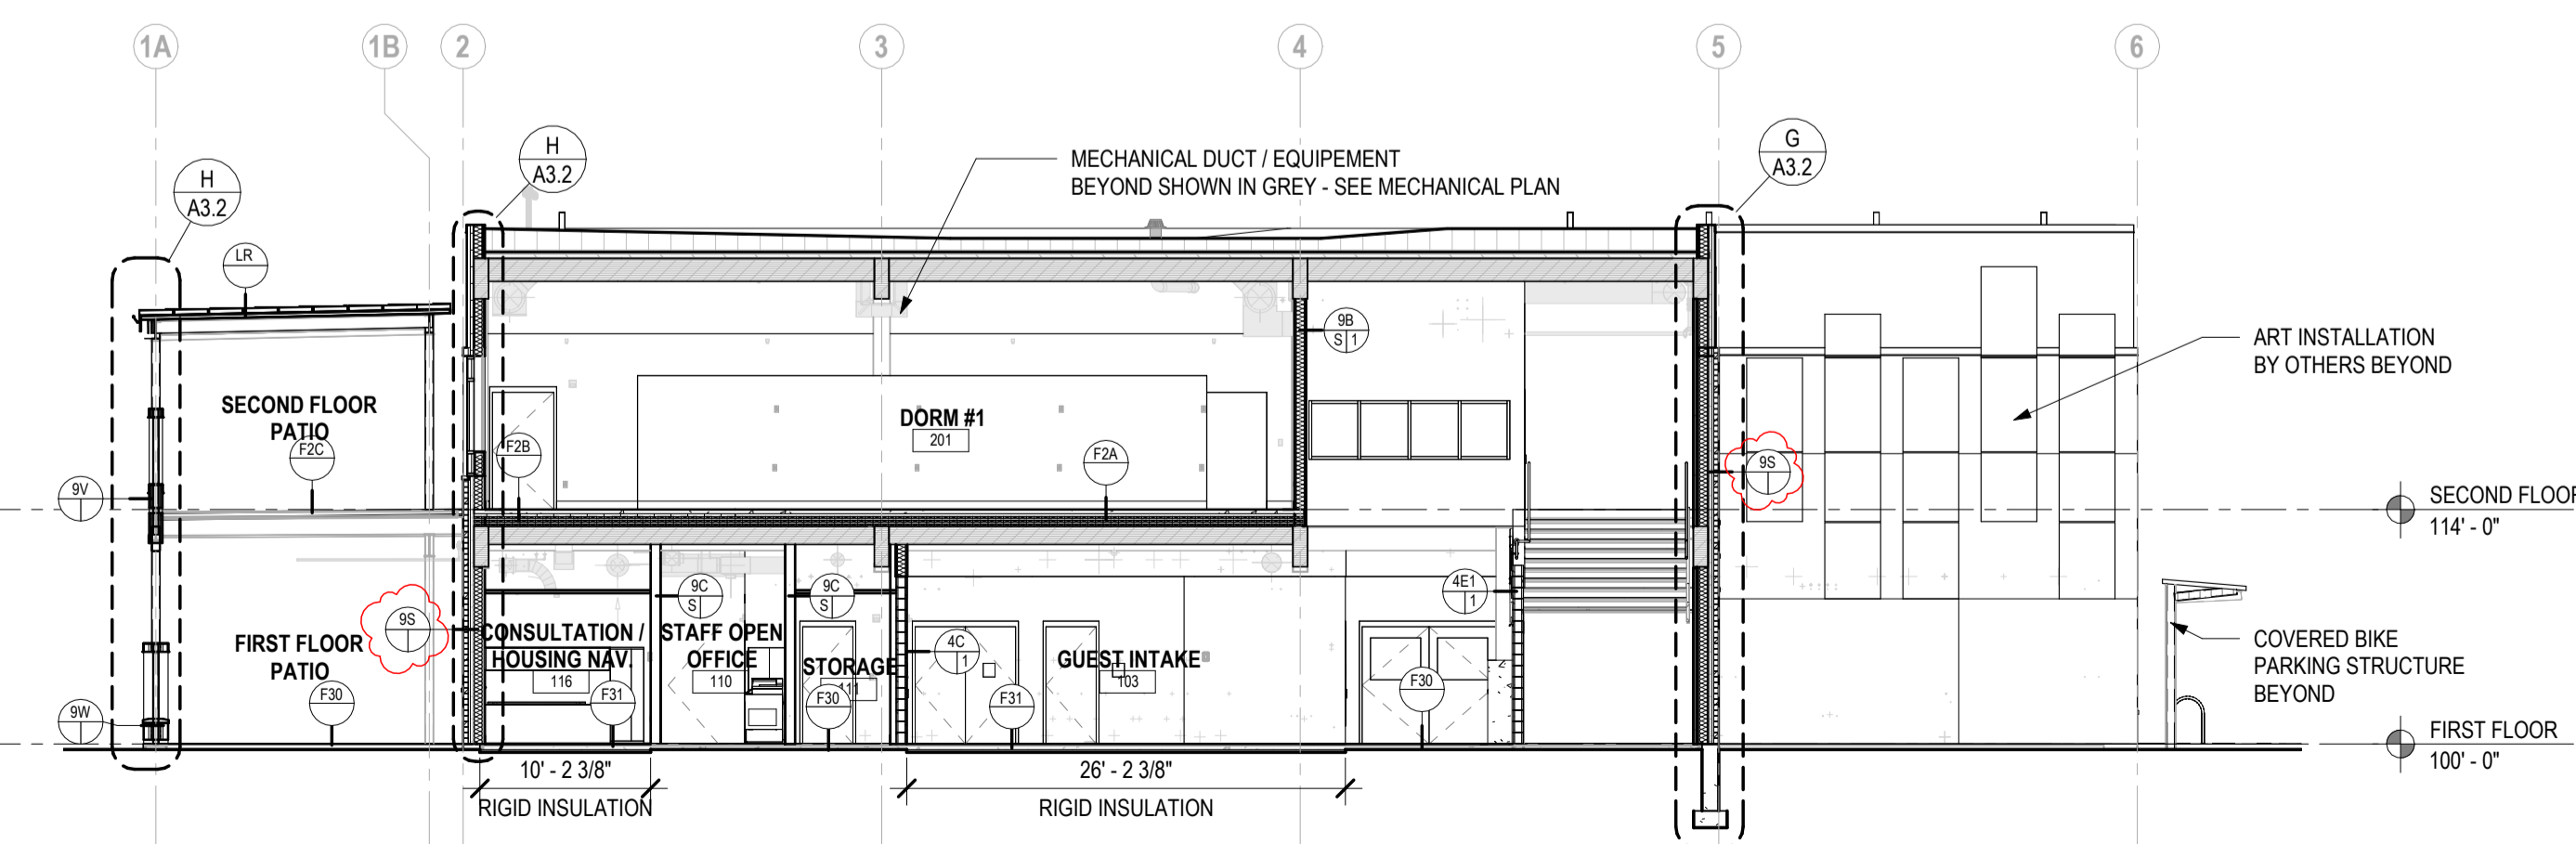 1A
1B
2
3
4
5
6
H
A3.2
H
A3.2
G
A3.2
MECHANICAL DUCT / EQUIPEMENT
BEYOND SHOWN IN GREY - SEE MECHANICAL PLAN
LR
9B
S 1
ART INSTALLATION
BY OTHERS BEYOND
SECOND FLOOR
PATIO
F2C
DORM #1
201
F2B
F2A
9V
9S
SECOND FLOOR
114' - 0"
9S
9C
S
9C
S
4E1
1
FIRST FLOOR
PATIO
F30
CONSULTATION /
HOUSING NAV.
116
F31
STAFF OPEN
OFFICE
110
STORAGE
111
F30
4C
1
GUEST INTAKE
103
F31
F30
COVERED BIKE
PARKING STRUCTURE
BEYOND
9W
FIRST FLOOR
100' - 0"
10' - 2 3/8"
RIGID INSULATION
26' - 2 3/8"
RIGID INSULATION